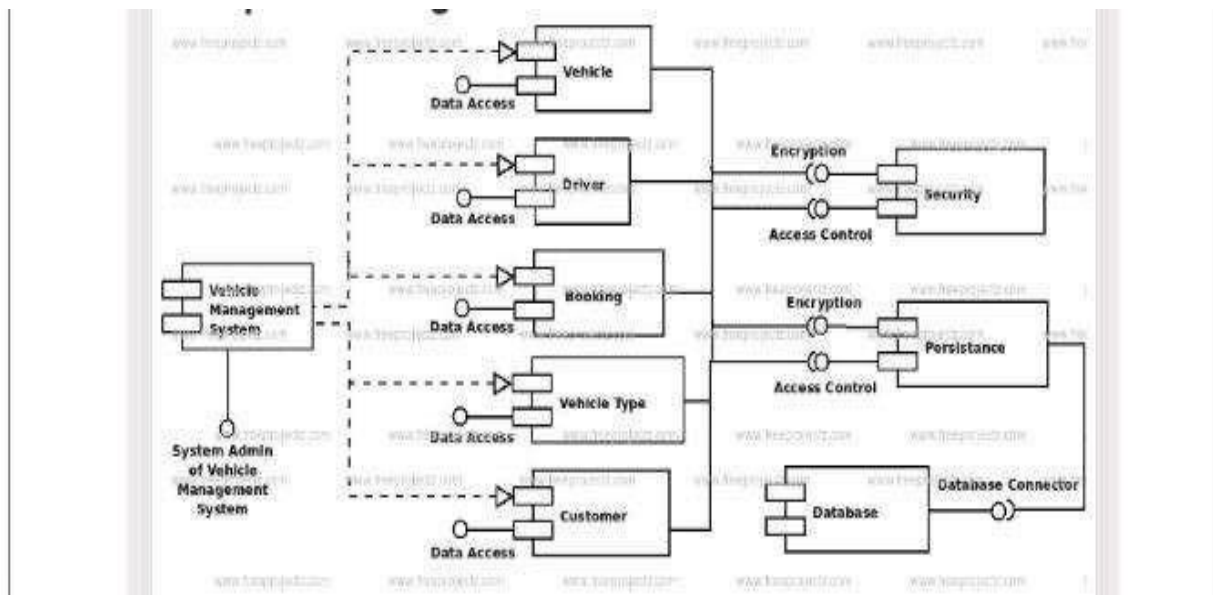 Vehicle
Data Access
Driver
Data Access
Encryption
Security
Access Control
Vehicle
Management
System
Booking
Data Access
Encryption
Persistance
Access Control
Vehicle Type
Data Access
System Admin
of Vehicle
Management
System
Customer
Data Access
Database Connector
Database